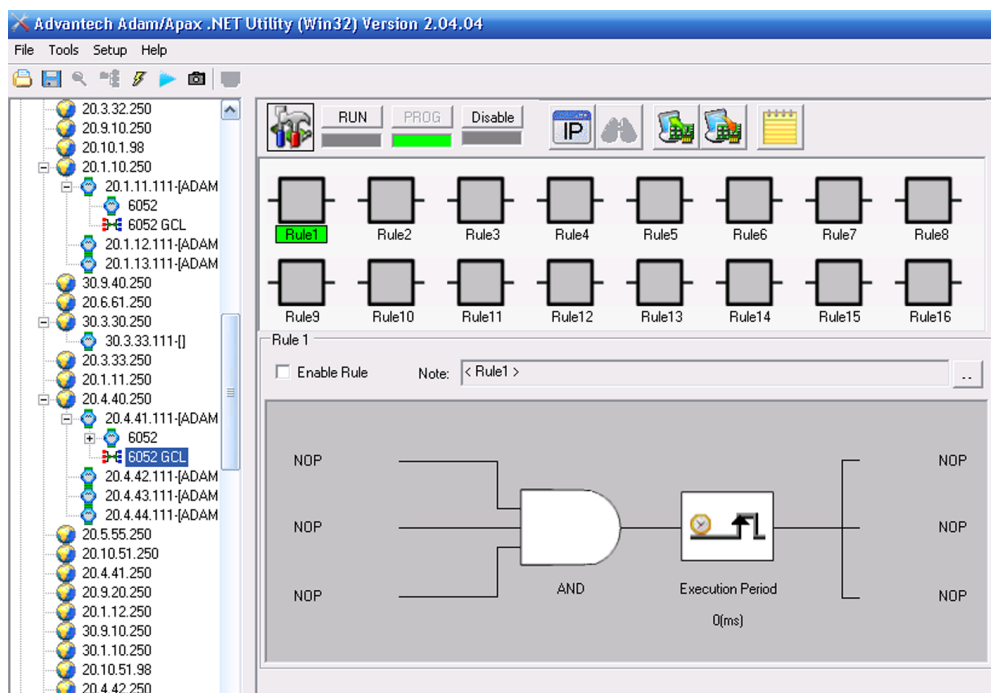 Advantech Adam/Apax .NET Utility (Win32) Version 2.04.04
File Tools Setup Help
20.3.32.250
20.9.10.250
20.10.1.98
20.1.10.250
20.1.11.111-[ADAM
6052
6052 GCL
20.1.12.111-[ADAM
20.1.13.111-[ADAM
30.9.40.250
20.6.61.250
30.3.30.250
30.3.33.111-[]
20.3.33.250
20.1.11.250
20.4.40.250
20.4.41.111-[ADAM
6052
6052 GCL
20.4.42.111-[ADAM
20.4.43.111-[ADAM
20.4.44.111-[ADAM
20.5.55.250
20.10.51.250
20.4.41.250
20.9.20.250
20.1.12.250
30.9.10.250
30.1.10.250
20.10.51.98
20.4.42.250
RUN PROG Disable IP
Rule1 Rule2 Rule3 Rule4 Rule5 Rule6 Rule7 Rule8
Rule9 Rule10 Rule11 Rule12 Rule13 Rule14 Rule15 Rule16
Rule 1
Enable Rule Note: < Rule1 > ..
NOP NOP
NOP NOP
NOP AND Execution Period NOP
0(ms)